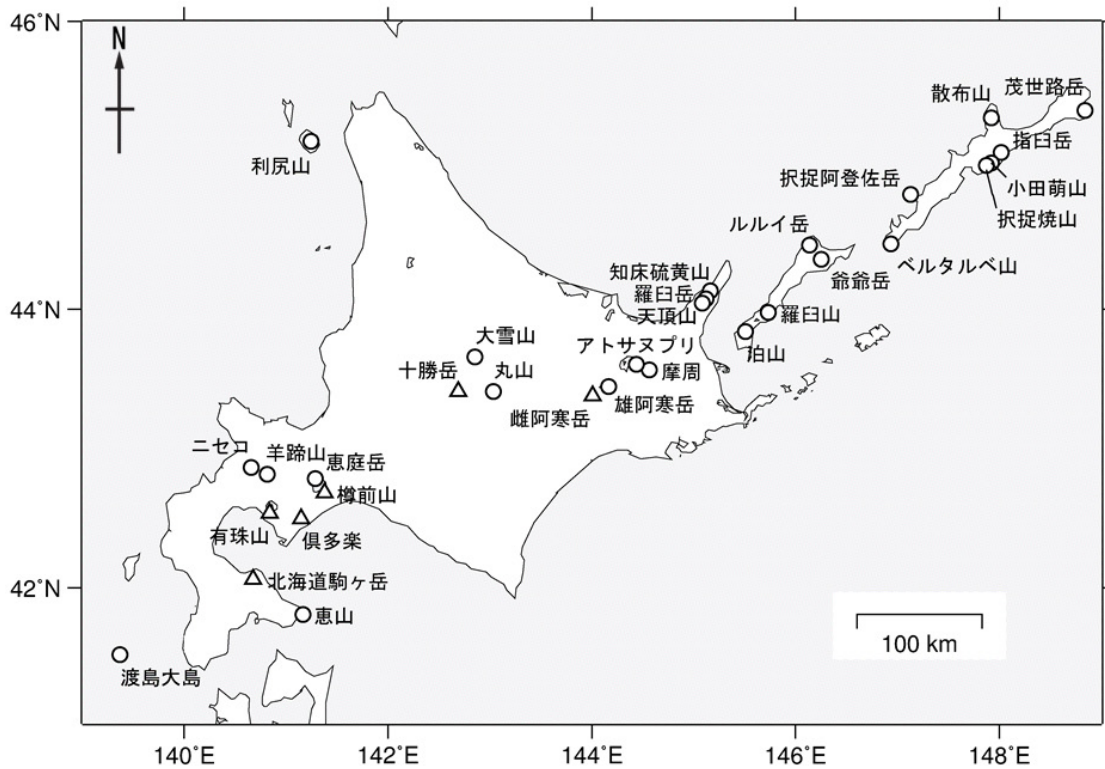 46°N
N
茂世路岳
散布山
指臼岳
利尻山
択捉阿登佐岳
小田萌山
択捉焼山
ルルイ岳
ベルタルベ山
知床硫黄山
爺爺岳
羅臼岳
44°N
天頂山
羅臼山
大雪山
アトサヌプリ
泊山
十勝岳
丸山
摩周
雌阿寒岳
雄阿寒岳
ニセコ
羊蹄山
恵庭岳
樽前山
有珠山
倶多楽
42°N
北海道駒ヶ岳
恵山
100 km
渡島大島
140°E
142°E
144°E
146°E
148°E